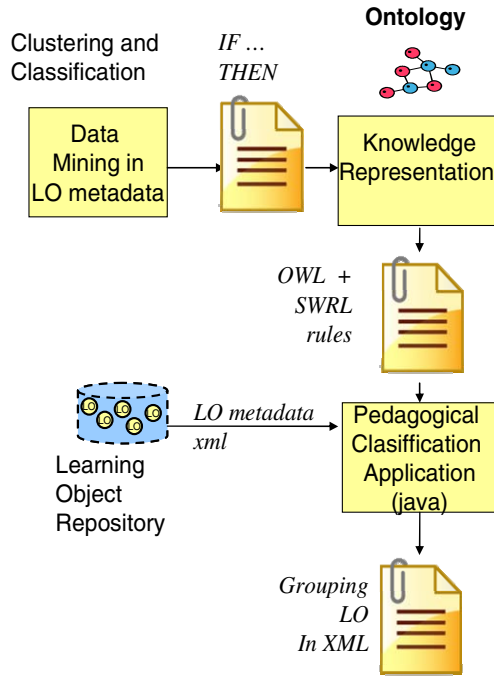 Ontology
Clustering and
Classification
IF ...
THEN
Data
Mining in
LO metadata
Knowledge
Representation
OWL +
SWRL
rules
LO LO LO
LO LO LO
LO metadata
xml
Learning
Object
Repository
Pedagogical
Clasiffication
Application
(java)
Grouping
LO
In XML